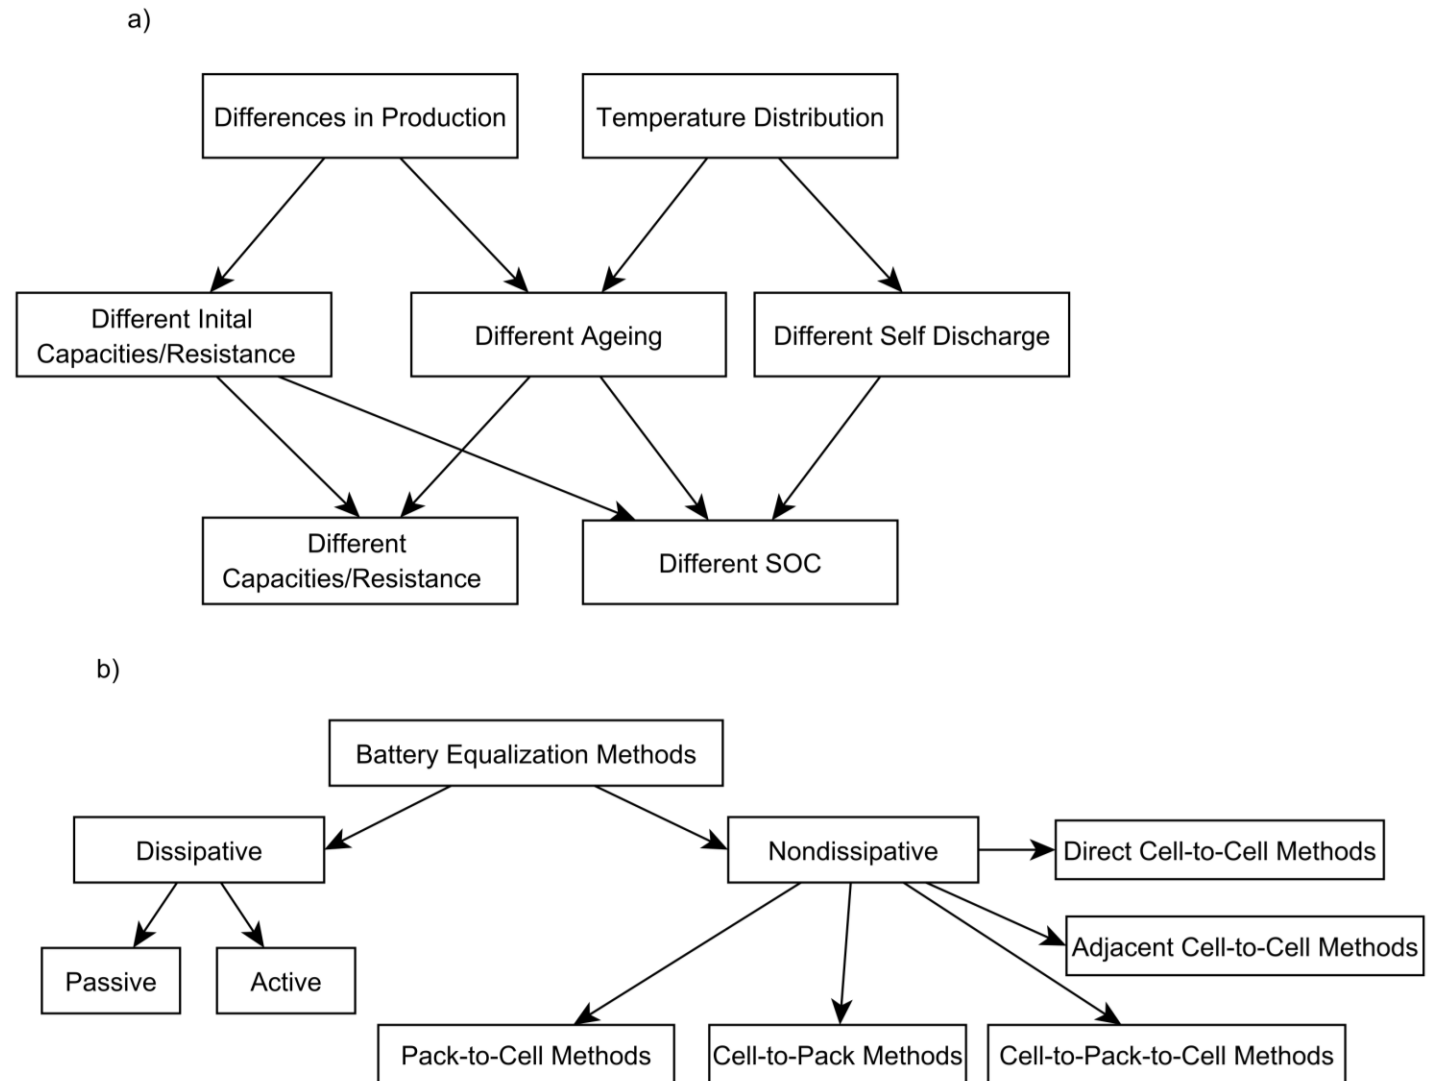 a)
Differences in Production
Temperature Distribution
Different Inital
Capacities/Resistance
Different Ageing
Different Self Discharge
Different
Capacities/Resistance
Different SOC
b)
Battery Equalization Methods
Dissipative
Nondissipative
Direct Cell-to-Cell Methods
Adjacent Cell-to-Cell Methods
Passive
Active
Pack-to-Cell Methods
Cell-to-Pack Methods
Cell-to-Pack-to-Cell Methods